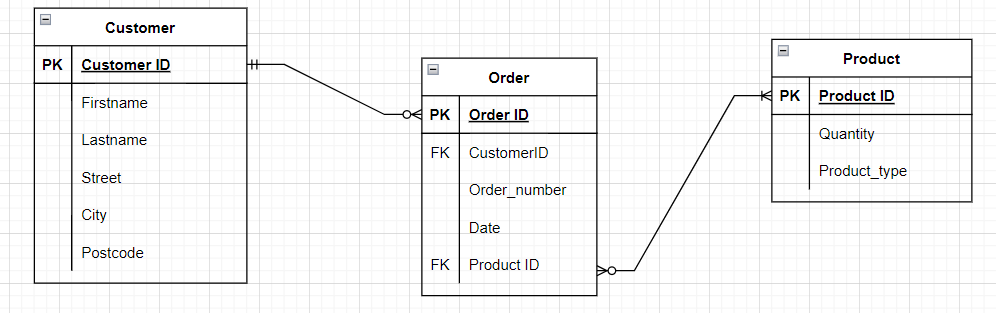 Customer
PK Customer ID
Firstname
Lastname
Street
City
Postcode
Order
PK Order ID
FK CustomerID
Order_number
Date
FK Product ID
Product
PK Product ID
Quantity
Product_type